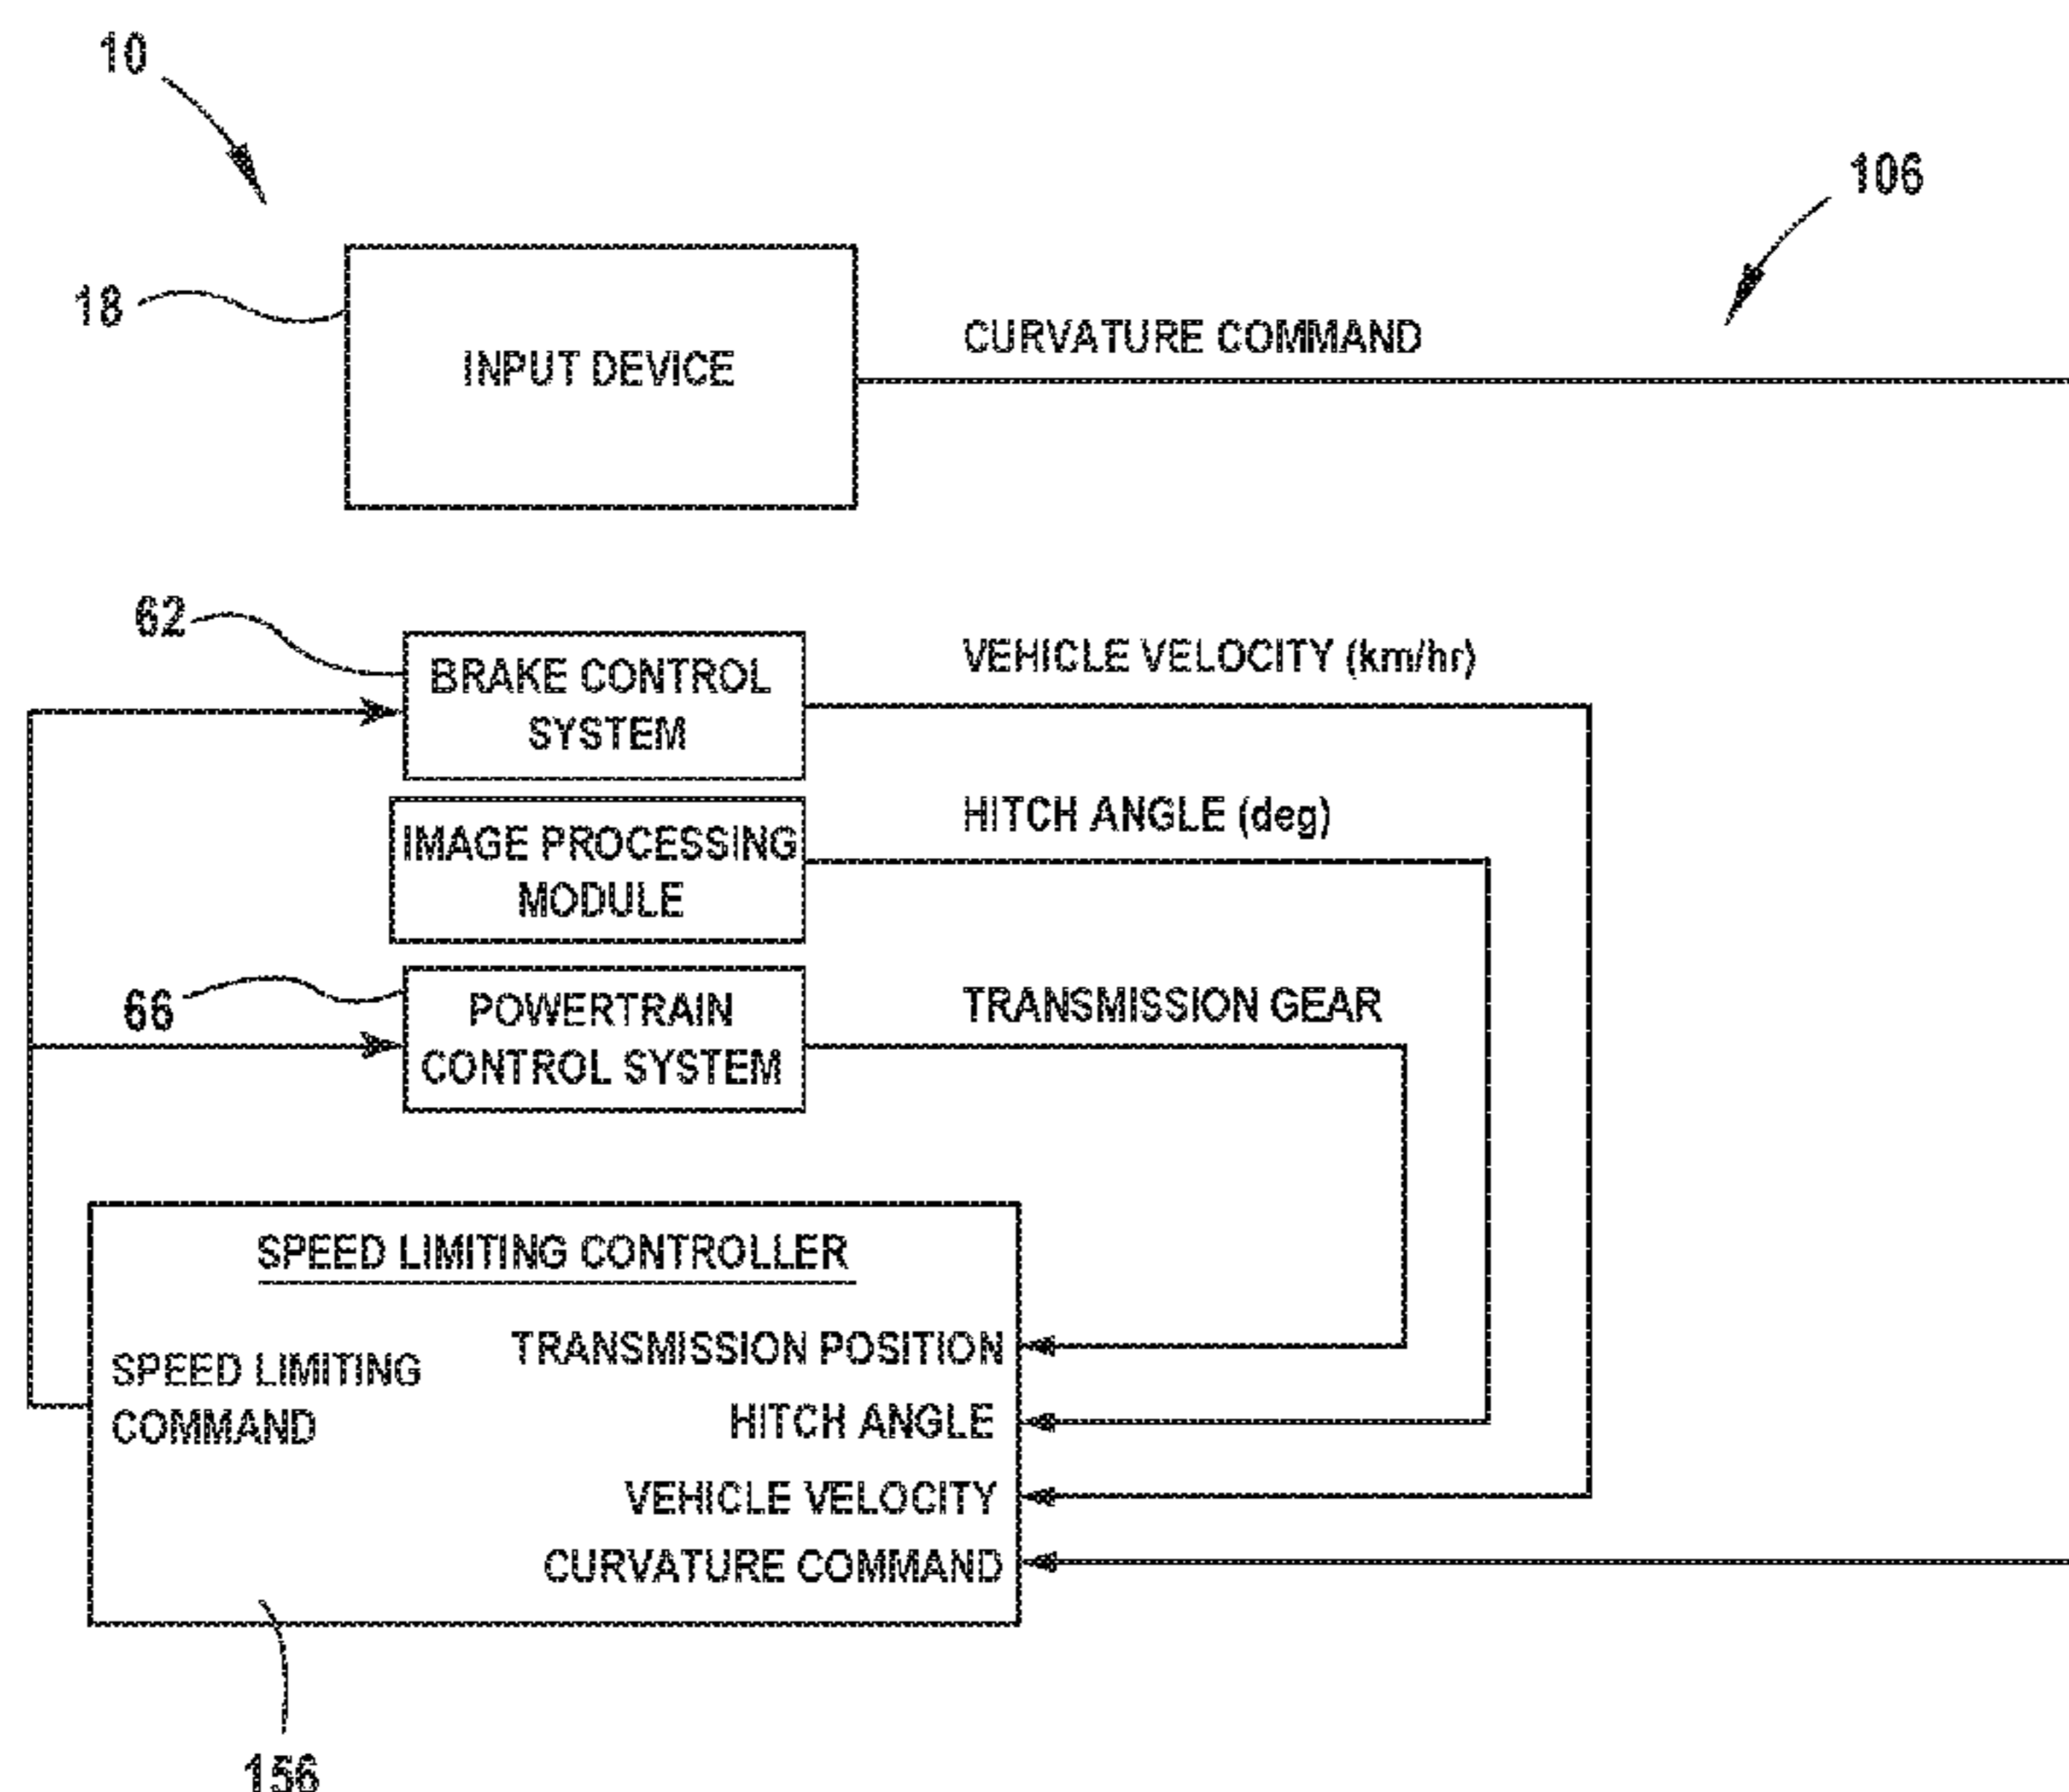 10
106
18
INPUT DEVICE
CURVATURE COMMAND
62
BRAKE CONTROL
SYSTEM
VEHICLE VELOCITY (km/hr)
IMAGE PROCESSING
MODULE
HITCH ANGLE (deg)
66
POWERTRAIN
CONTROL SYSTEM
TRANSMISSION GEAR
SPEED LIMITING CONTROLLER
SPEED LIMITING
COMMAND
TRANSMISSION POSITION
HITCH ANGLE
VEHICLE VELOCITY
CURVATURE COMMAND
156